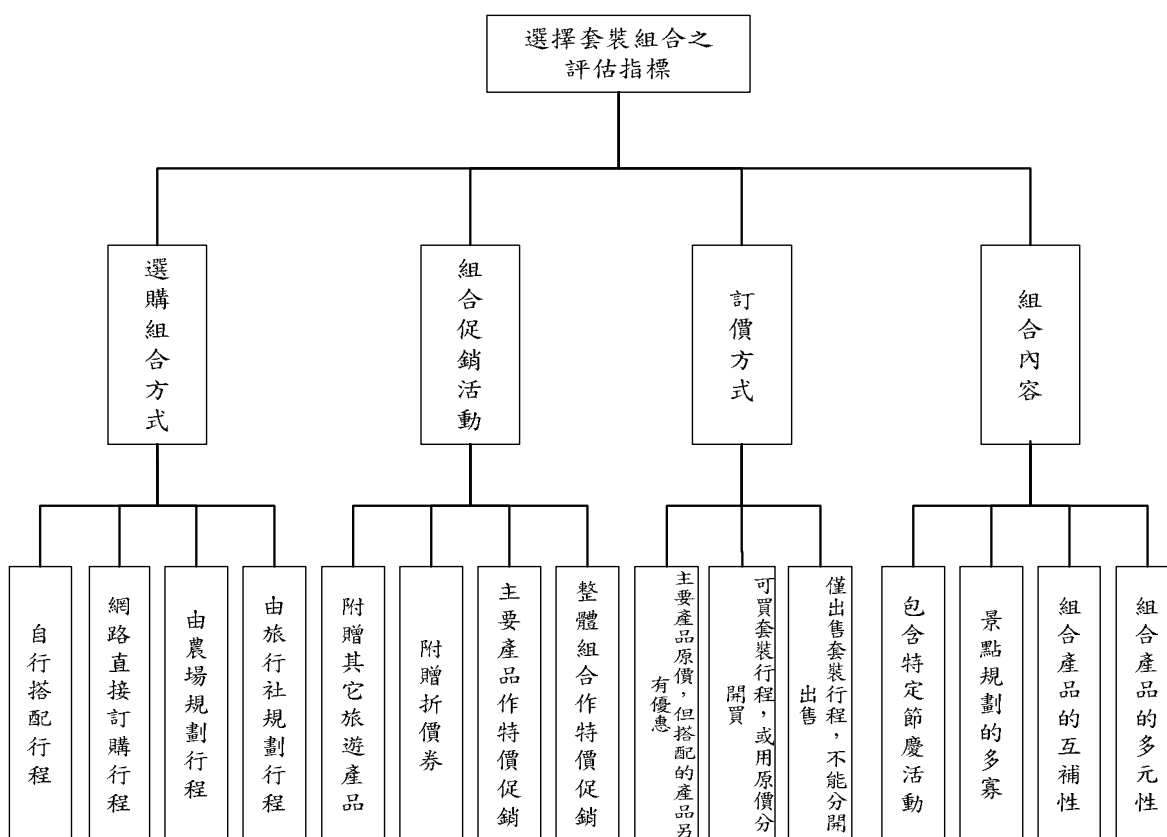 選擇套裝組合之
評估指標
選購組合方式
組合促銷活動
訂價方式
組合內容
自行搭配行程
網路直接訂購行程
由農場規劃行程
由旅行社規劃行程
附贈其它旅遊產品
附贈折價券
主要產品作特價促銷
整體組合作特價促銷
主要產品原價，但搭配的產品另
有優惠
可買套裝行程，或用原價分
開買
僅出售套裝行程，不能分開
出售
包含特定節慶活動
景點規劃的多寡
組合產品的互補性
組合產品的多元性